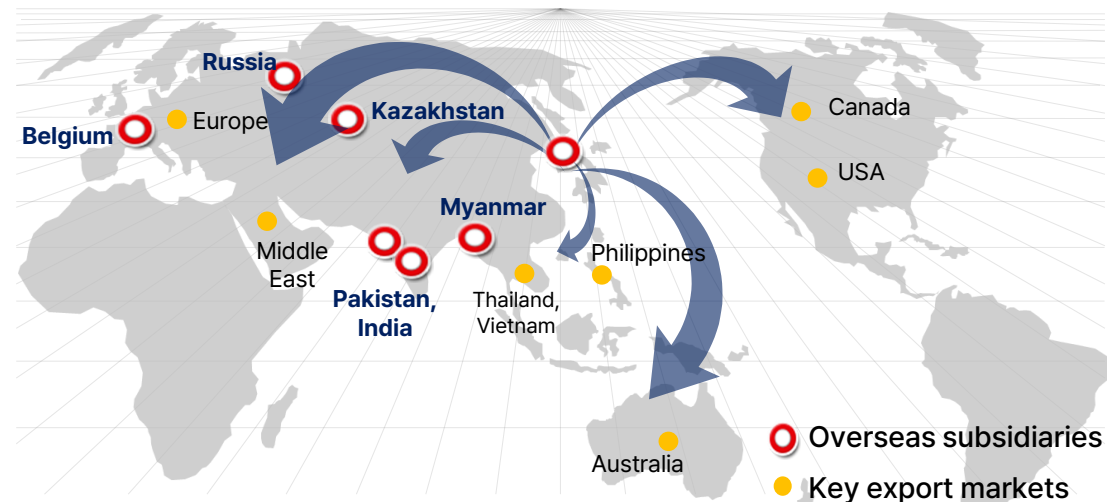 Russia
Kazakhstan
Canada
Europe
Belgium
USA
Myanmar
Middle
East
Philippines
Pakistan,
India
Thailand,
Vietnam
Overseas subsidiaries
Australia
Key export markets